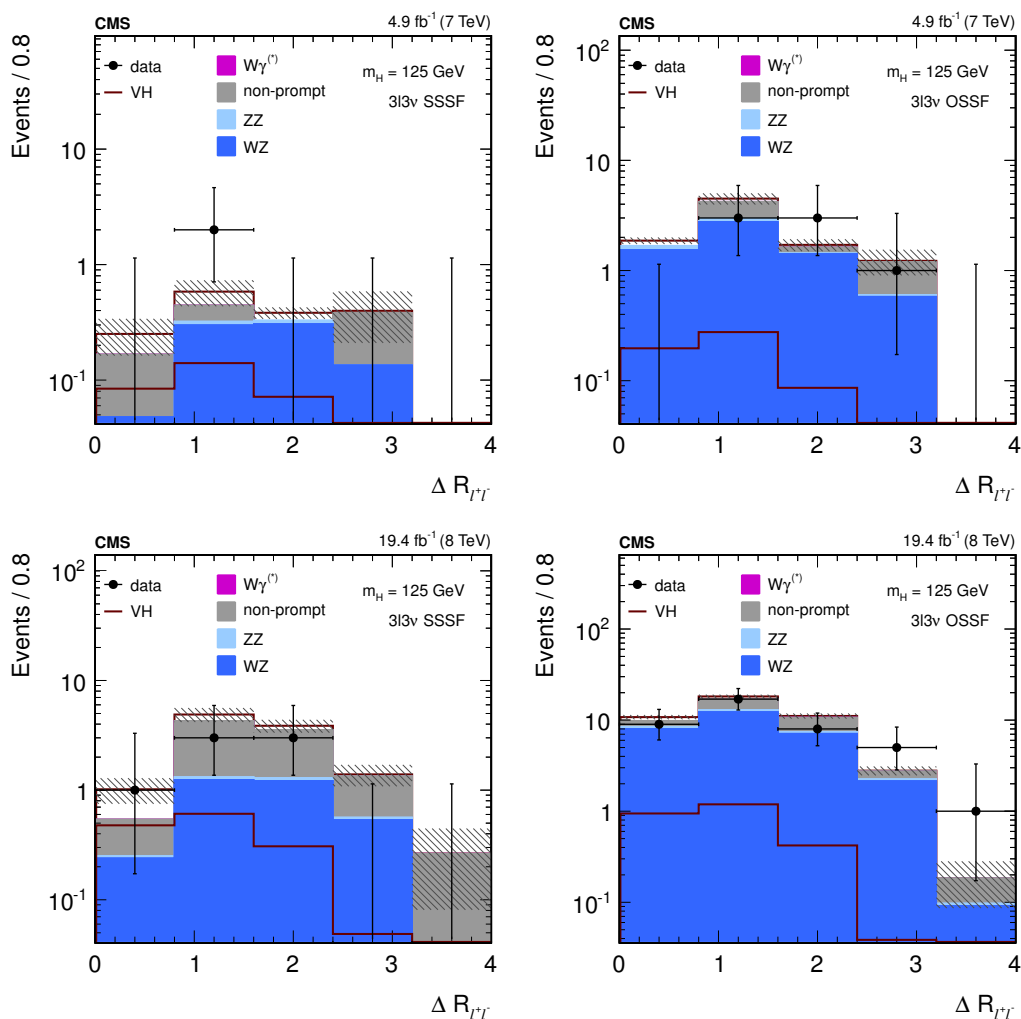 CMS 4.9 fb⁻¹ (7 TeV)
Events / 0.8
data
VH
Wγ⁽*⁾
non-prompt
ZZ
WZ
m_H = 125 GeV
3l3ν SSSF
10
1
10⁻¹
0 1 2 3 4
Δ R_l⁺l⁻
CMS 4.9 fb⁻¹ (7 TeV)
Events / 0.8
data
VH
Wγ⁽*⁾
non-prompt
ZZ
WZ
m_H = 125 GeV
3l3ν OSSF
10²
10
1
10⁻¹
0 1 2 3 4
Δ R_l⁺l⁻
CMS 19.4 fb⁻¹ (8 TeV)
Events / 0.8
data
VH
Wγ⁽*⁾
non-prompt
ZZ
WZ
m_H = 125 GeV
3l3ν SSSF
10²
10
1
10⁻¹
0 1 2 3 4
Δ R_l⁺l⁻
CMS 19.4 fb⁻¹ (8 TeV)
Events / 0.8
data
VH
Wγ⁽*⁾
non-prompt
ZZ
WZ
m_H = 125 GeV
3l3ν OSSF
10²
10
1
10⁻¹
0 1 2 3 4
Δ R_l⁺l⁻